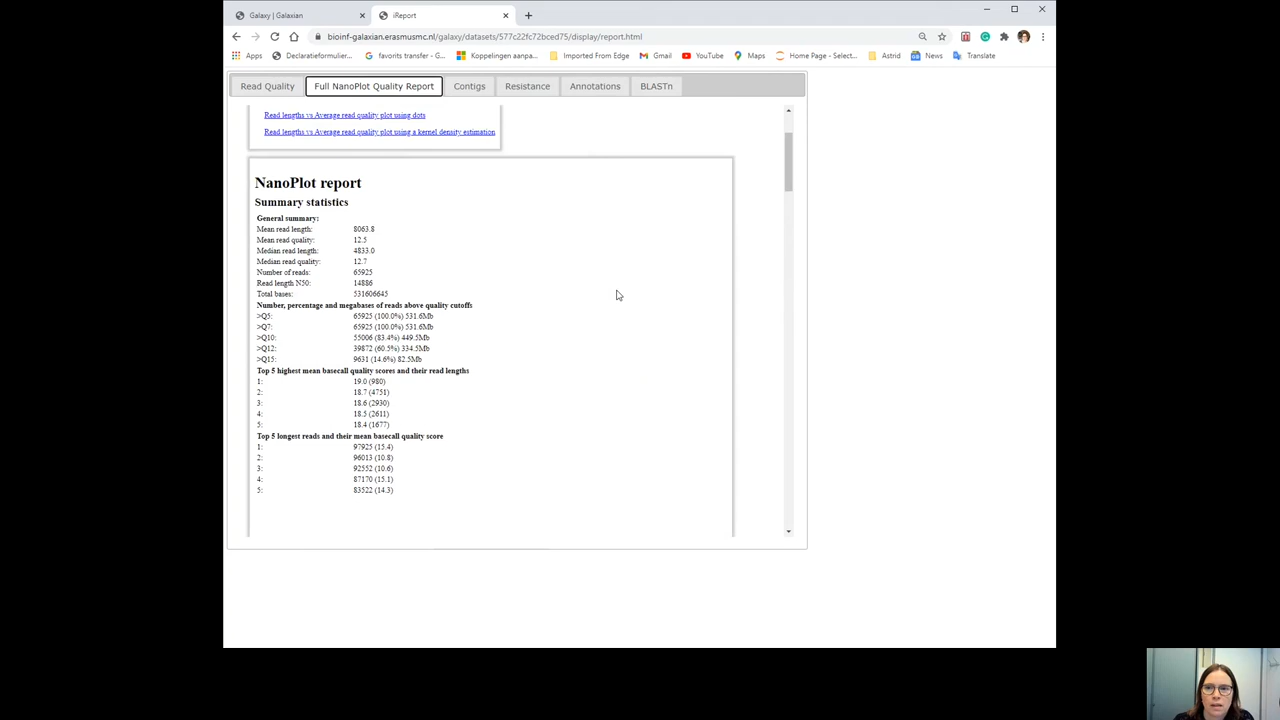 Galaxy | Galaxian
iReport
bioinf-galaxian.erasmusmc.nl/galaxy/datasets/577c22fc72bced75/display/report.html
Apps Declaratieformulier... favorits transfer - G... Koppelingen aanpa... Imported From Edge Gmail YouTube Maps Home Page - Select... Astrid News Translate
Read Quality Full NanoPlot Quality Report Contigs Resistance Annotations BLASTn
Read lengths vs Average read quality plot using dots
Read lengths vs Average read quality plot using a kernel density estimation
NanoPlot report
Summary statistics
General summary:
Mean read length: 8063.8
Mean read quality: 12.5
Median read length: 4833.0
Median read quality: 12.7
Number of reads: 65925
Read length N50: 14886
Total bases: 531606645
Number, percentage and megabases of reads above quality cutoffs
>Q5: 65925 (100.0%) 531.6Mb
>Q7: 65925 (100.0%) 531.6Mb
>Q10: 55006 (83.4%) 449.5Mb
>Q12: 39872 (60.5%) 334.5Mb
>Q15: 9631 (14.6%) 82.5Mb
Top 5 highest mean basecall quality scores and their read lengths
1: 19.0 (980)
2: 18.7 (4751)
3: 18.6 (2930)
4: 18.5 (2611)
5: 18.4 (1677)
Top 5 longest reads and their mean basecall quality score
1: 97925 (15.4)
2: 96013 (10.8)
3: 92552 (10.6)
4: 87170 (15.1)
5: 83522 (14.3)